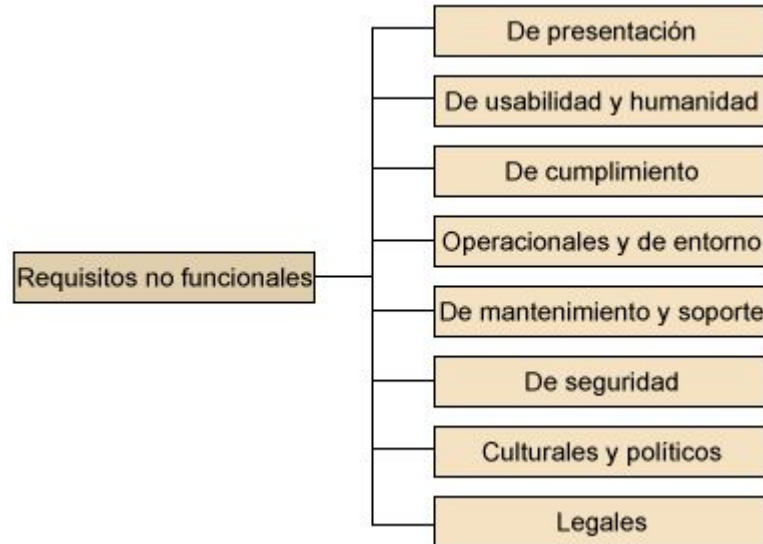 Requisitos no funcionales
De presentación
De usabilidad y humanidad
De cumplimiento
Operacionales y de entorno
De mantenimiento y soporte
De seguridad
Culturales y políticos
Legales